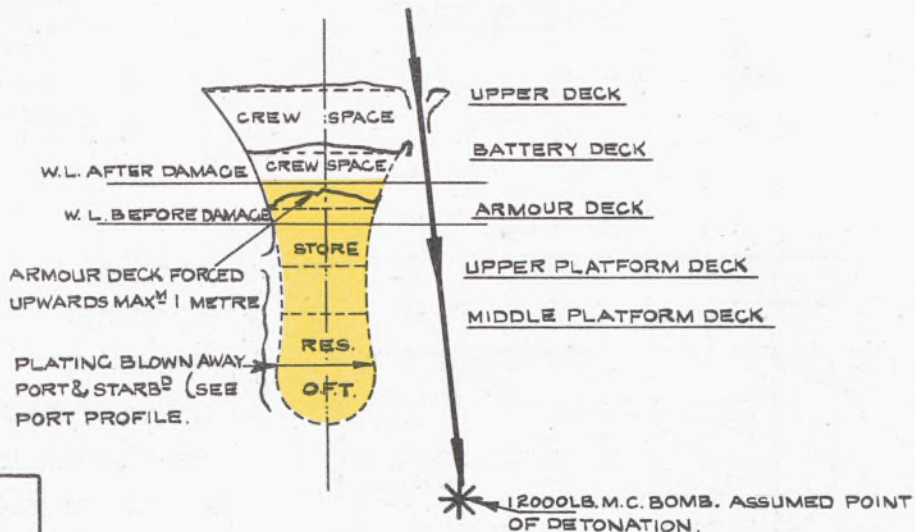 UPPER DECK
CREW SPACE
BATTERY DECK
CREW SPACE
W.L. AFTER DAMAGE
W.L. BEFORE DAMAGE
ARMOUR DECK
STORE
ARMOUR DECK FORCED
UPWARDS MAXᴹ 1 METRE
UPPER PLATFORM DECK
MIDDLE PLATFORM DECK
RES.
O.F.T.
PLATING BLOWN AWAY
PORT & STARBᴰ (SEE
PORT PROFILE.
12000LB. M.C. BOMB. ASSUMED POINT
OF DETONATION.